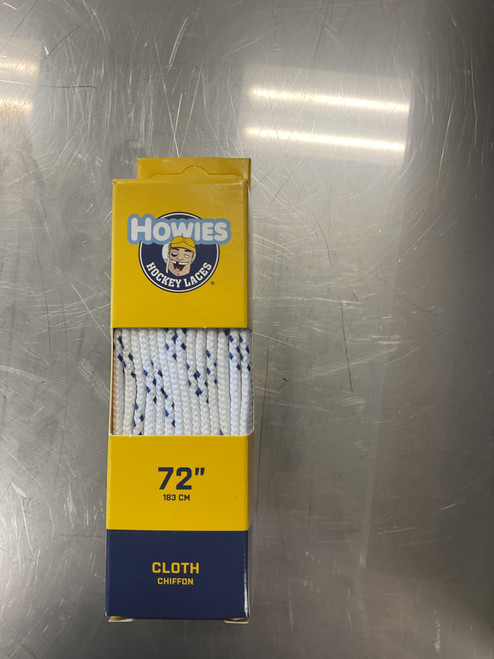 HOWIES
HOCKEY LACES
®
72"
183 CM
CLOTH
CHIFFON